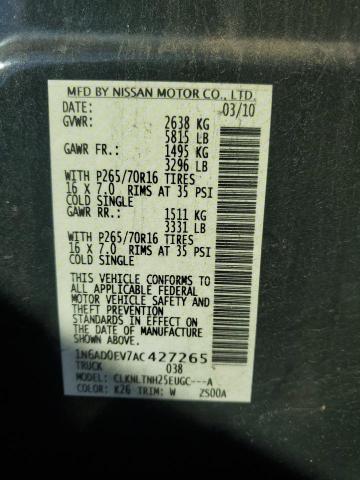 MFD BY NISSAN MOTOR CO., LTD.
DATE: 03/10
GVWR: 2638 KG
5815 LB
GAWR FR.: 1495 KG
3296 LB
WITH P265/70R16 TIRES
16 X 7.0 RIMS AT 35 PSI
COLD SINGLE
GAWR RR.: 1511 KG
3331 LB
WITH P265/70R16 TIRES
16 X 7.0 RIMS AT 35 PSI
COLD SINGLE
THIS VEHICLE CONFORMS TO
ALL APPLICABLE FEDERAL
MOTOR VEHICLE SAFETY AND
THEFT PREVENTION
STANDARDS IN EFFECT ON
THE DATE OF MANUFACTURE
SHOWN ABOVE.
1N6AD0EV7AC427265
TRUCK 038
MODEL: CLKNLTNH25EUGC---A
COLOR: K26 TRIM: W ZS00A